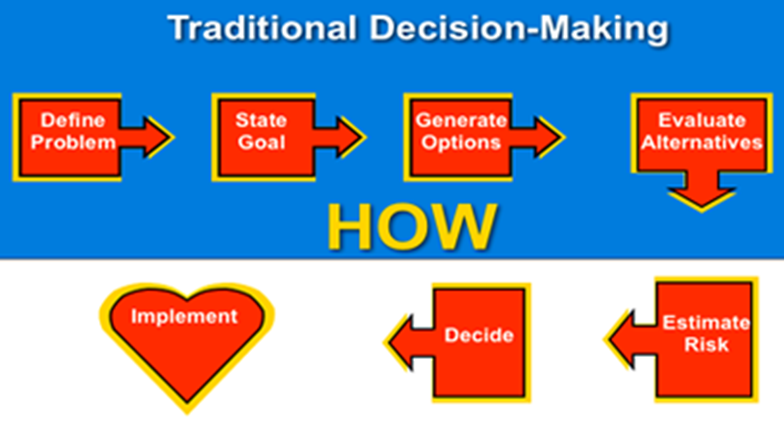 Traditional Decision-Making
Define
Problem
State
Goal
Generate
Options
Evaluate
Alternatives
HOW
Estimate
Risk
Decide
Implement